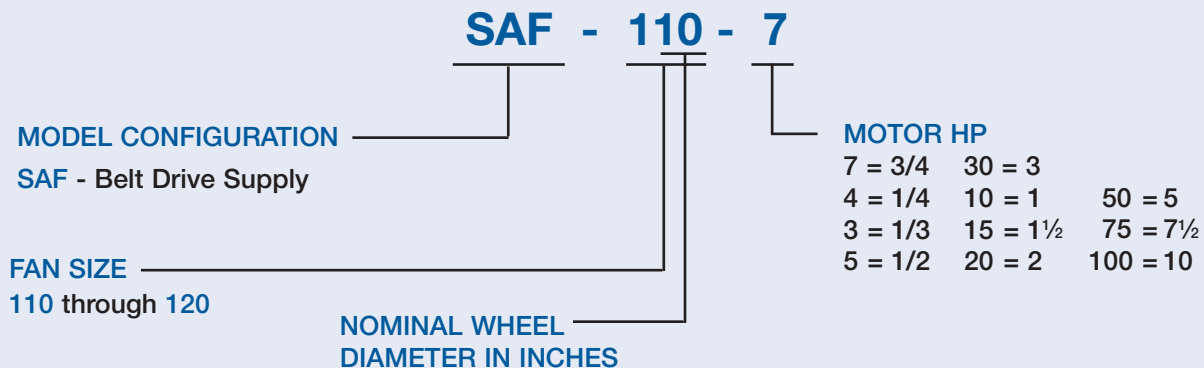 SAF - 110 - 7
MODEL CONFIGURATION
SAF - Belt Drive Supply
FAN SIZE
110 through 120
NOMINAL WHEEL
DIAMETER IN INCHES
MOTOR HP
7 = 3/4 30 = 3
4 = 1/4 10 = 1 50 = 5
3 = 1/3 15 = 1½ 75 = 7½
5 = 1/2 20 = 2 100 = 10